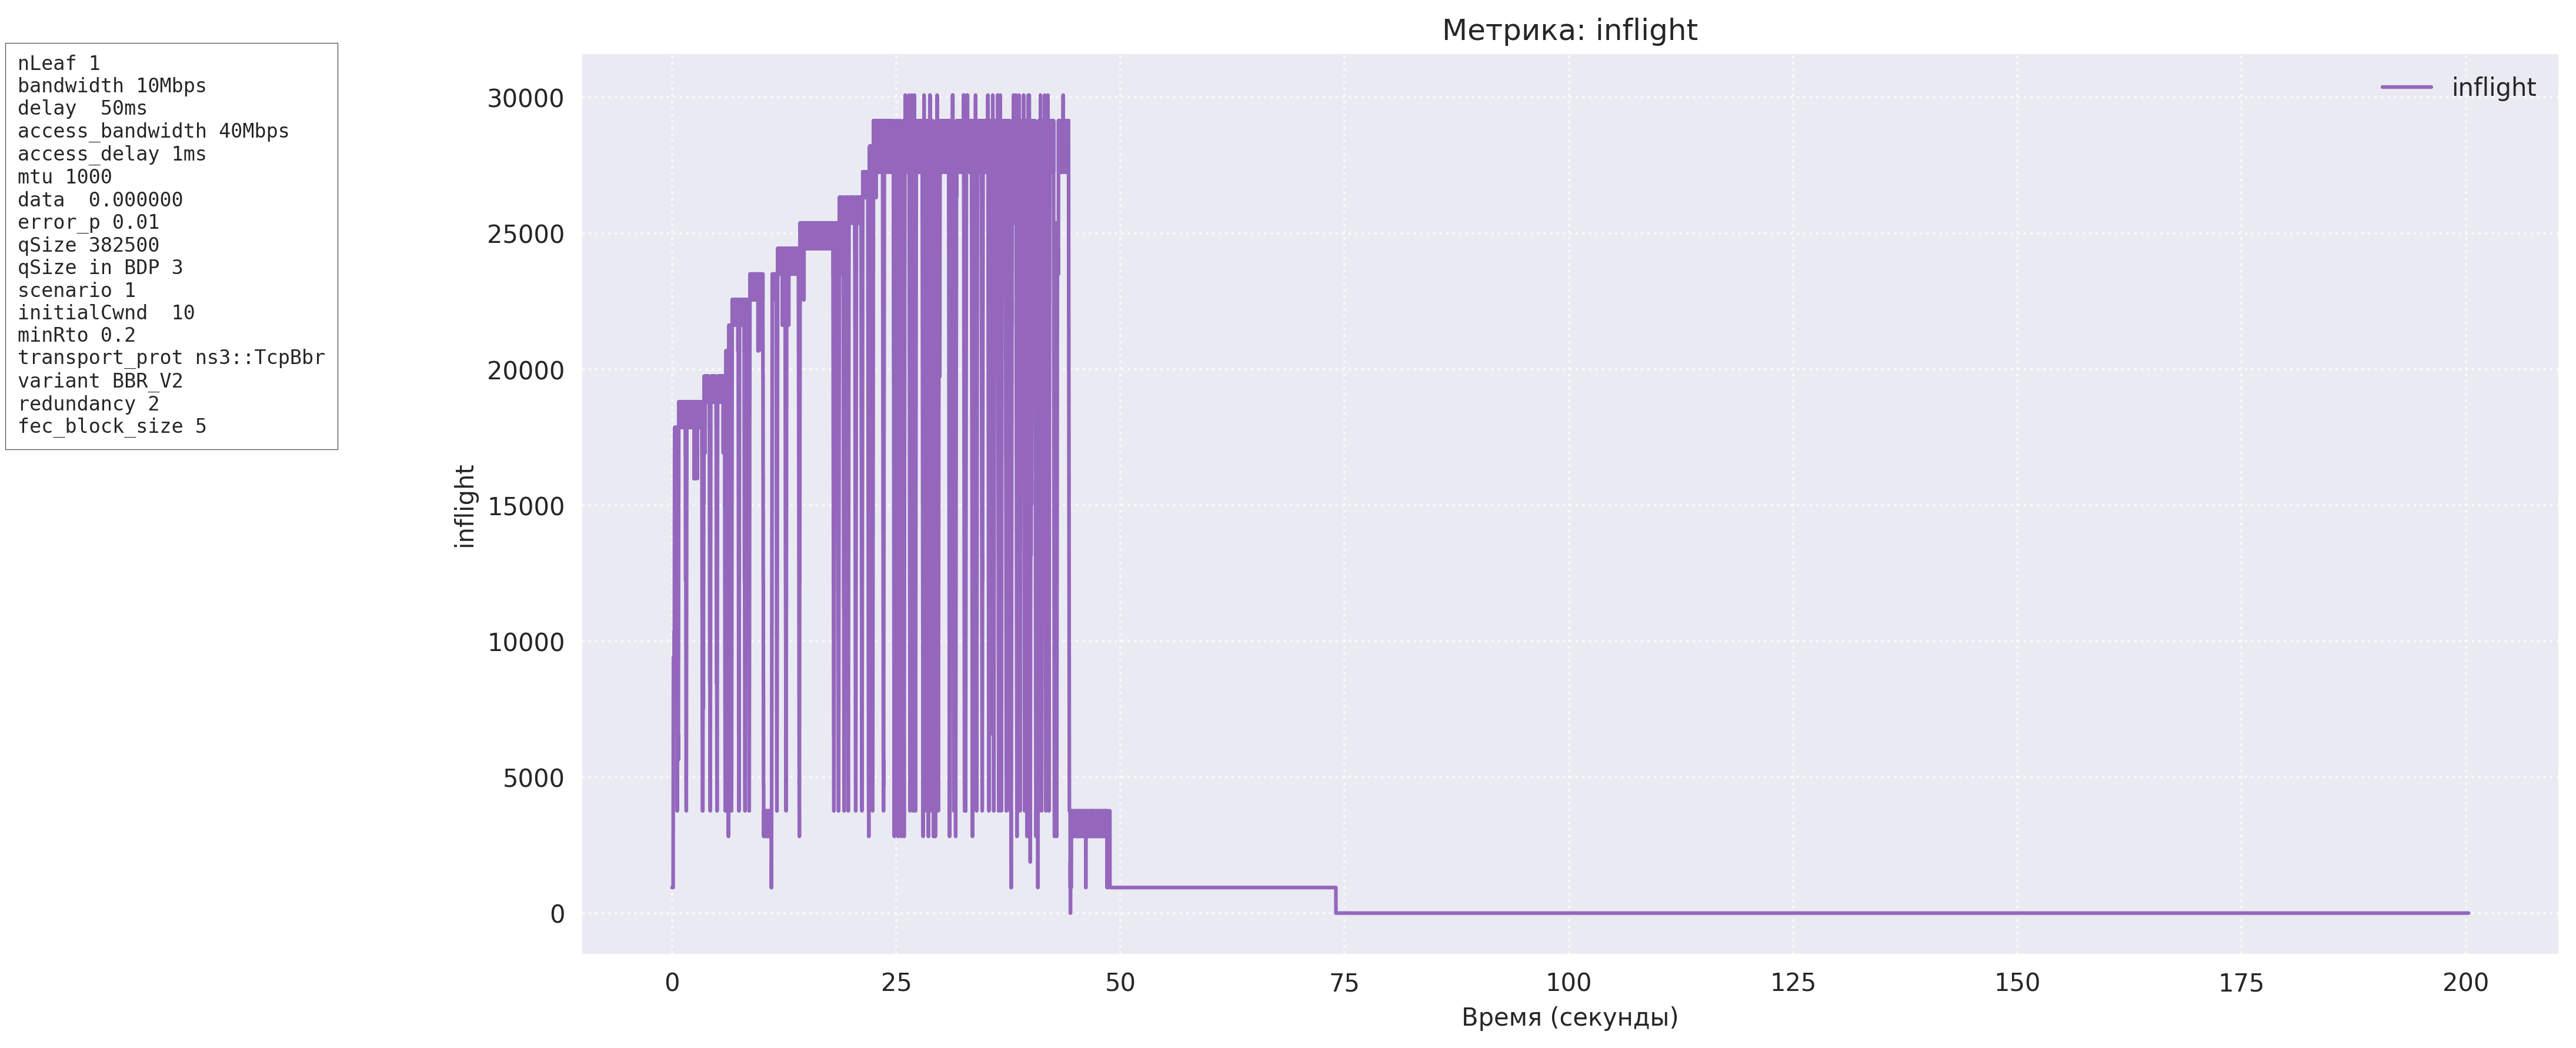 Метрика: inflight
nLeaf 1
bandwidth 10Mbps
delay  50ms
access_bandwidth 40Mbps
access_delay 1ms
mtu 1000
data  0.000000
error_p 0.01
qSize 382500
qSize in BDP 3
scenario 1
initialCwnd  10
minRto 0.2
transport_prot ns3::TcpBbr
variant BBR_V2
redundancy 2
fec_block_size 5
inflight
inflight
30000
25000
20000
15000
10000
5000
0
0 25 50 75 100 125 150 175 200
Время (секунды)